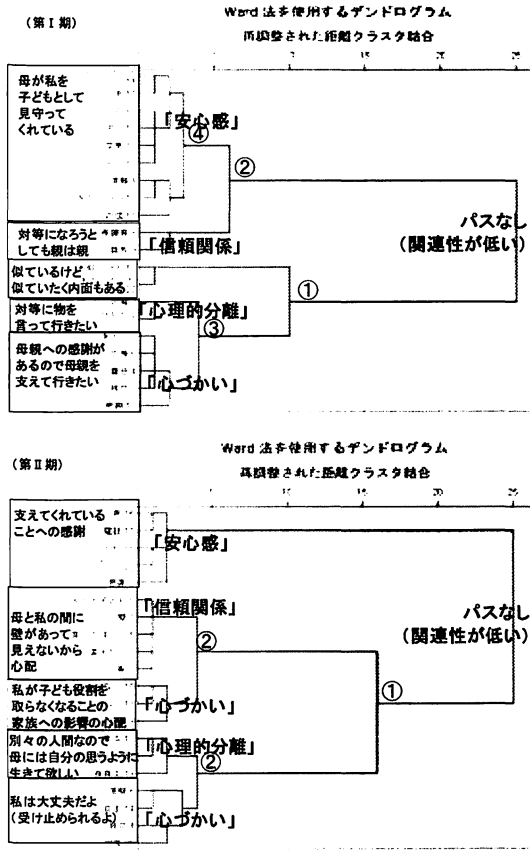 (第Ⅰ期)
Ward 法を使用するデンドログラム
再調整された距離クラスタ結合
10
15
20
25
母が私を
子どもとして
見守って
くれている
「安心感」
④
②
対等になろうと
しても親は親
「信頼関係」
パスなし
(関連性が低い)
似ているけど
似ていたく内面もある
①
対等に物を
言って行きたい
「心理的分離」
③
母親への感謝が
あるので母親を
支えて行きたい
「心づかい」
(第Ⅱ期)
Ward 法を使用するデンドログラム
再調整された距離クラスタ結合
5
10
15
20
25
支えてくれている
ことへの感謝
「安心感」
母と私の間に
壁があって
見えないから
心配
「信頼関係」
②
パスなし
(関連性が低い)
①
私が子ども役割を
取らなくなることの
家族への影響の心配
「心づかい」
別々の人間なので
母には自分の思うように
生きて欲しい
「心理的分離」
②
私は大丈夫だよ
(受け止められるよ)
「心づかい」